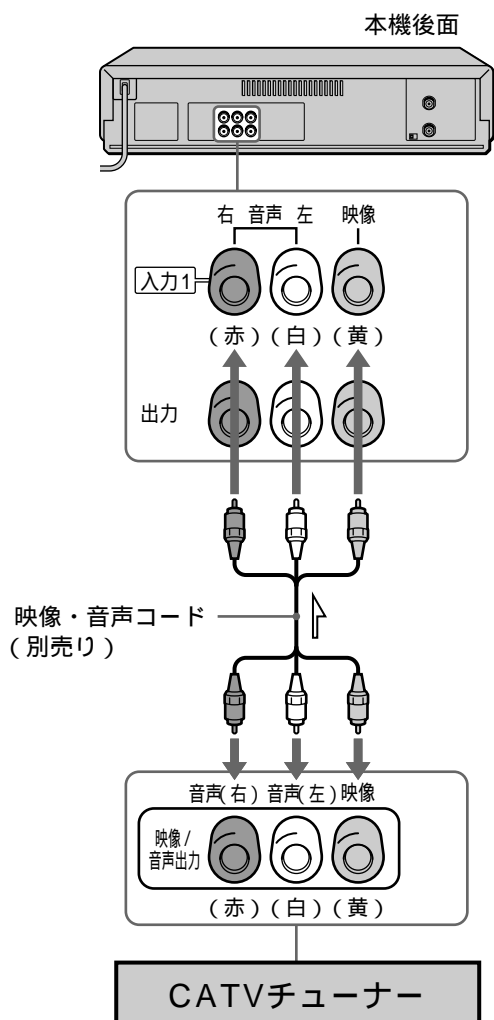 本機後面
右 音声 左 映像
入力1
(赤)(白)(黄)
出力
映像・音声コード
(別売り)
音声(右) 音声(左) 映像
映像/
音声出力
(赤)(白)(黄)
CATVチューナー